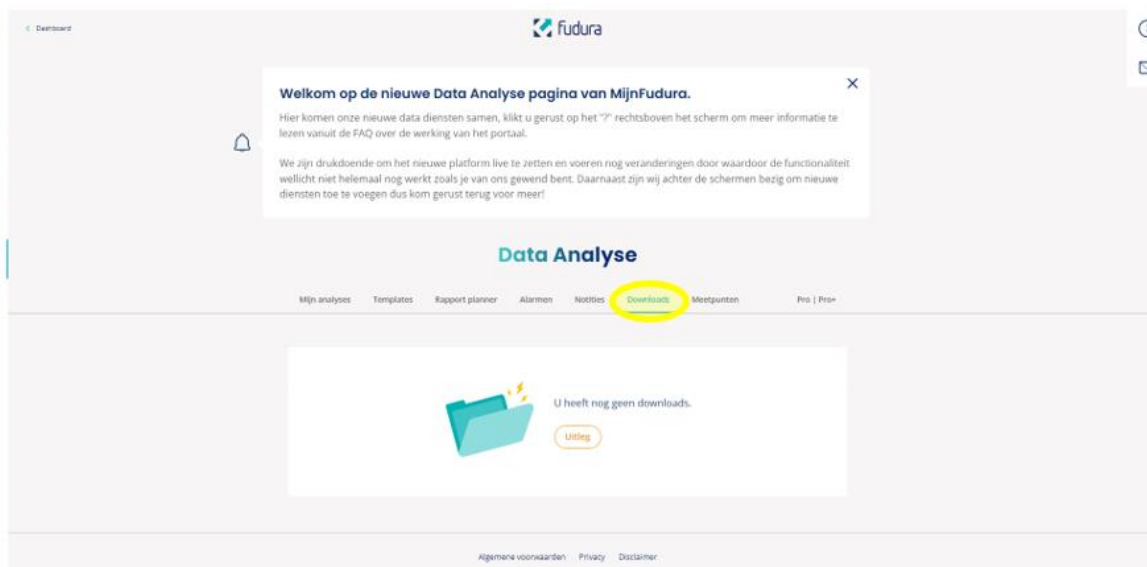 Dashboard
fudura
Welkom op de nieuwe Data Analyse pagina van MijnFudura.
Hier komen onze nieuwe data diensten samen, klikt u gerust op het "?" rechtsboven het scherm om meer informatie te
lezen vanuit de FAQ over de werking van het portaal.
We zijn drukdoende om het nieuwe platform live te zetten en voeren nog veranderingen door waardoor de functionaliteit
wellicht niet helemaal nog werkt zoals je van ons gewend bent. Daarnaast zijn wij achter de schermen bezig om nieuwe
diensten toe te voegen dus kom gerust terug voor meer!
Data Analyse
Mijn analyses Templates Rapport planner Alarmen Notities Downloads Meetpunten Pro | Pro+
U heeft nog geen downloads.
Uitleg
Algemene voorwaarden Privacy Disclaimer